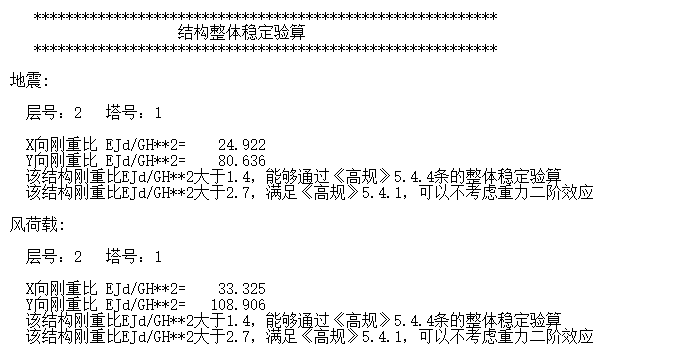 **********************************************************
结构整体稳定验算
**********************************************************
地震:
层号: 2 塔号: 1
X向刚重比 EJd/GH**2= 24.922
Y向刚重比 EJd/GH**2= 80.636
该结构刚重比EJd/GH**2大于1.4, 能够通过《高规》5.4.4条的整体稳定验算
该结构刚重比EJd/GH**2大于2.7, 满足《高规》5.4.1, 可以不考虑重力二阶效应
风荷载:
层号: 2 塔号: 1
X向刚重比 EJd/GH**2= 33.325
Y向刚重比 EJd/GH**2= 108.906
该结构刚重比EJd/GH**2大于1.4, 能够通过《高规》5.4.4条的整体稳定验算
该结构刚重比EJd/GH**2大于2.7, 满足《高规》5.4.1, 可以不考虑重力二阶效应